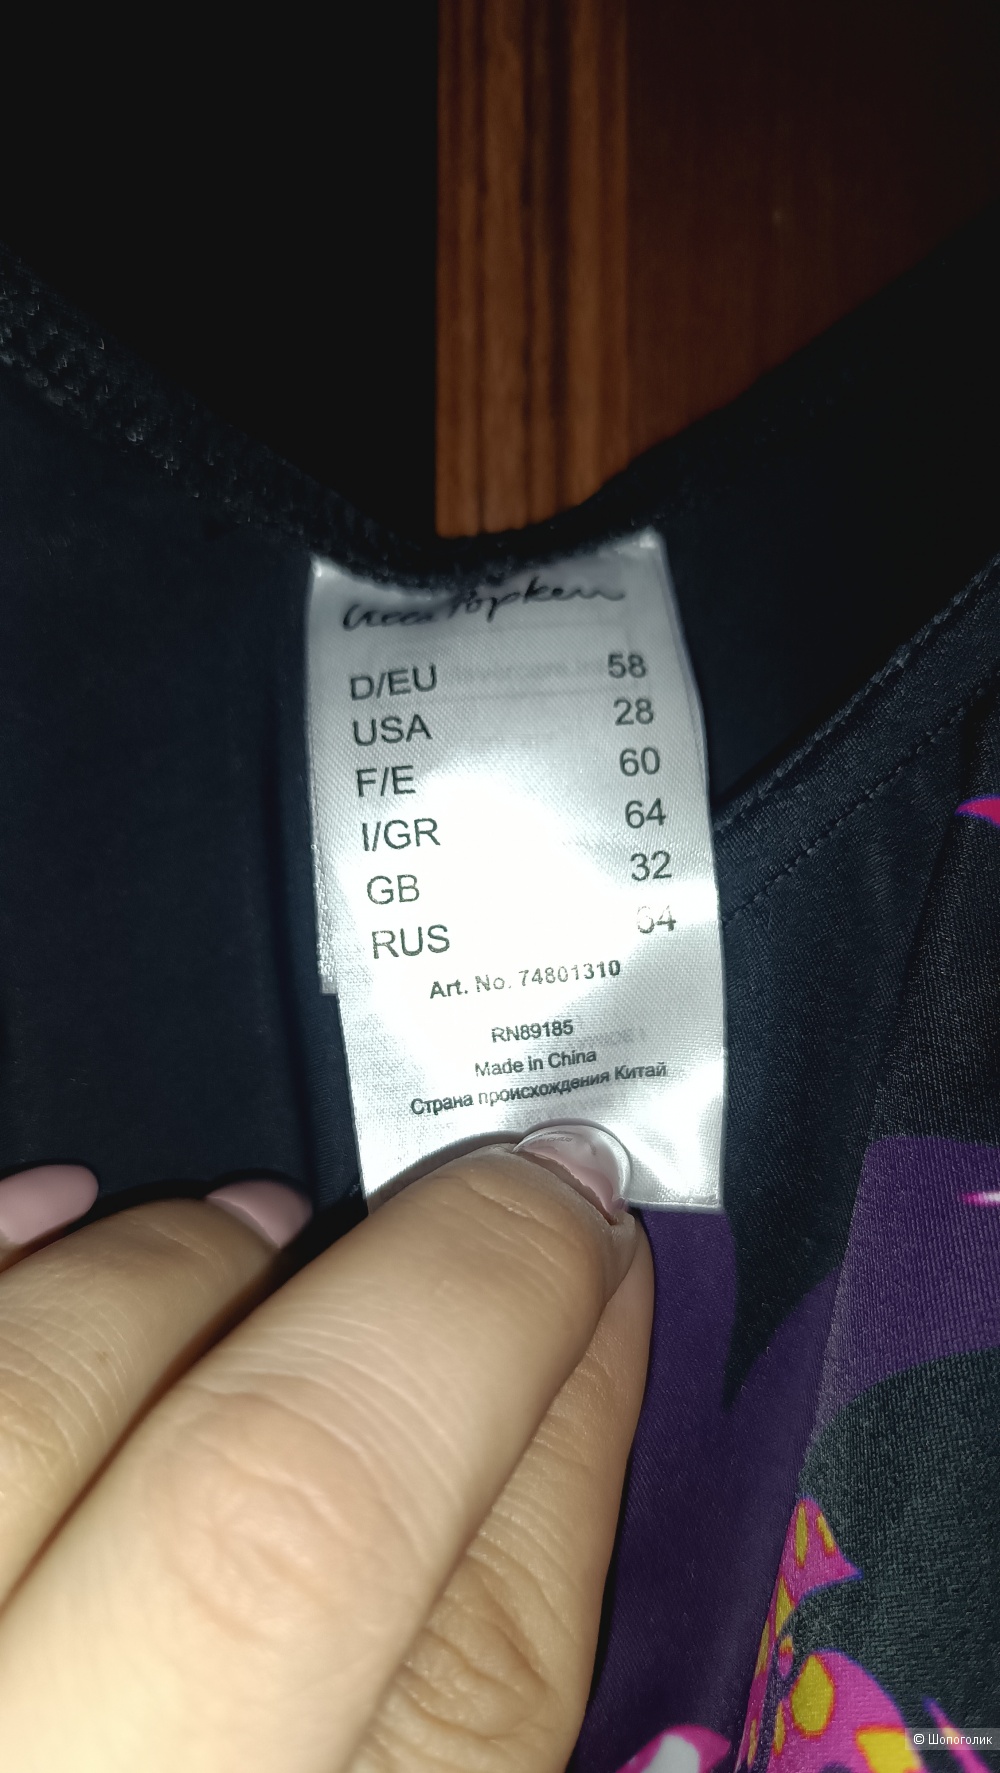 Ulla Popken
D/EU 58
USA 28
F/E 60
I/GR 64
GB 32
RUS 64
Art. No. 74801310
RN89185
Made in China
Страна происхождения Китай
© Шопоголик